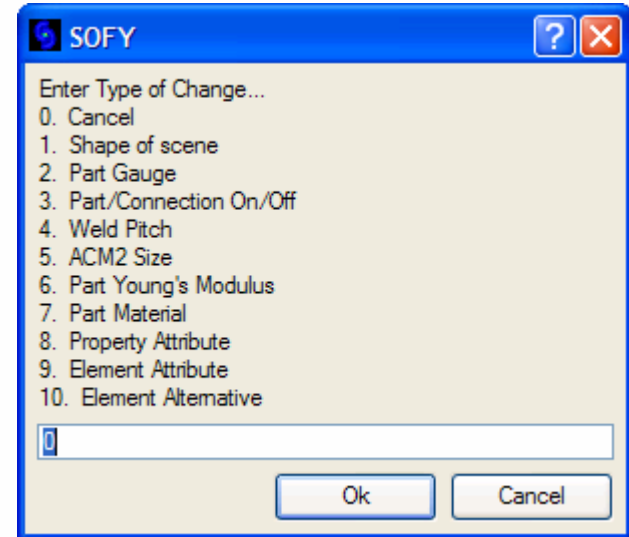 SOFY
Enter Type of Change...
0. Cancel
1. Shape of scene
2. Part Gauge
3. Part/Connection On/Off
4. Weld Pitch
5. ACM2 Size
6. Part Young's Modulus
7. Part Material
8. Property Attribute
9. Element Attribute
10. Element Alternative
0
Ok Cancel